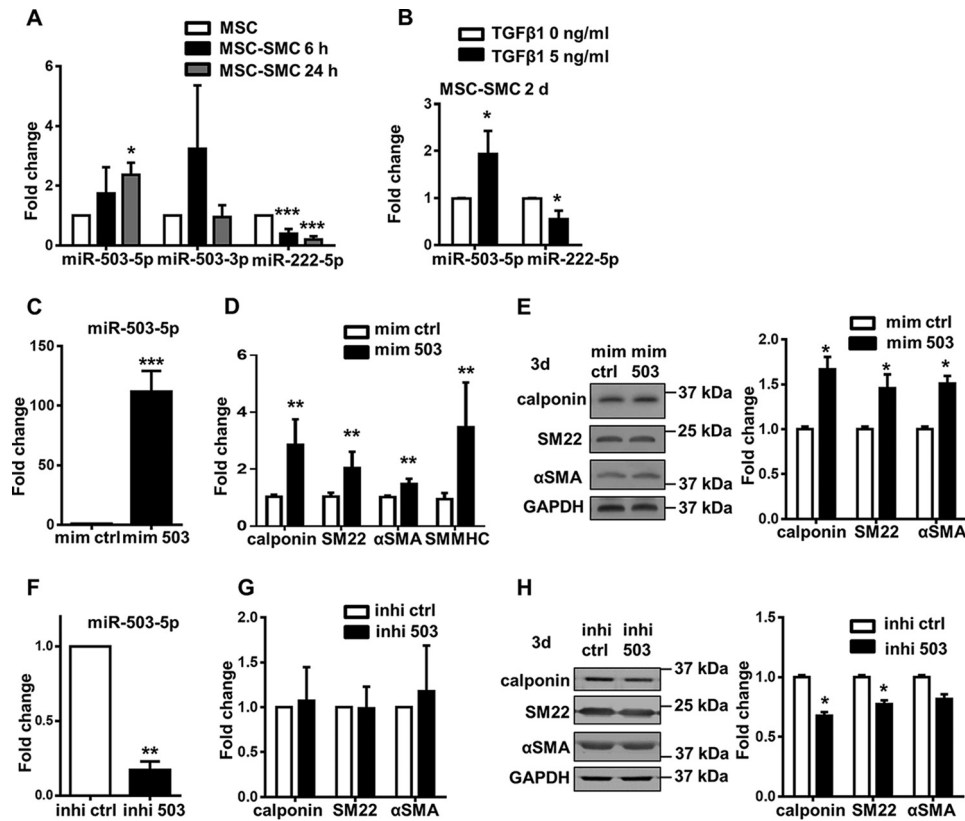 A
MSC
MSC-SMC 6 h
MSC-SMC 24 h
Fold change
6
4
2
1
0
*
***
***
miR-503-5p miR-503-3p miR-222-5p
B
TGFβ1 0 ng/ml
TGFβ1 5 ng/ml
MSC-SMC 2 d
Fold change
3
2
1
0
*
*
miR-503-5p miR-222-5p
C
miR-503-5p
Fold change
150
100
50
0
***
mim ctrl mim 503
D
mim ctrl
mim 503
Fold change
6
4
2
1
0
**
**
**
**
calponin SM22 αSMA SMMHC
E
3d
mim ctrl
mim 503
calponin
37 kDa
SM22
25 kDa
αSMA
37 kDa
GAPDH
37 kDa
mim ctrl
mim 503
Fold change
2.0
1.5
1.0
0.5
0.0
*
*
*
calponin SM22 αSMA
F
miR-503-5p
Fold change
1.0
0.5
0.0
**
inhi ctrl inhi 503
G
inhi ctrl
inhi 503
Fold change
2.0
1.5
1.0
0.5
0.0
calponin SM22 αSMA
H
3d
inhi ctrl
inhi 503
calponin
37 kDa
SM22
25 kDa
αSMA
37 kDa
GAPDH
37 kDa
inhi ctrl
inhi 503
Fold change
1.5
1.0
0.5
0.0
*
*
calponin SM22 αSMA